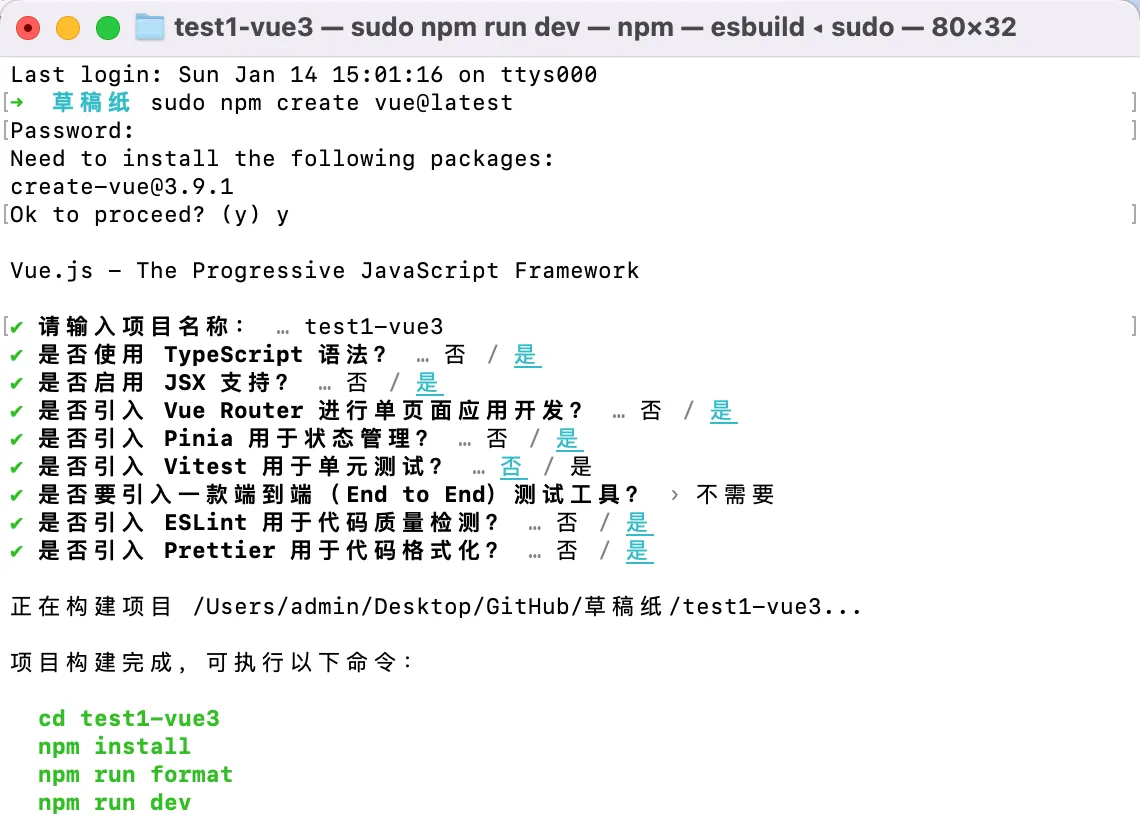 test1-vue3 — sudo npm run dev — npm — esbuild ◂ sudo — 80×32
Last login: Sun Jan 14 15:01:16 on ttys000
[➜  草稿纸 sudo npm create vue@latest ]
[Password: ]
Need to install the following packages:
create-vue@3.9.1
[Ok to proceed? (y) y ]
Vue.js - The Progressive JavaScript Framework
[✔ 请输入项目名称： … test1-vue3 ]
✔ 是否使用 TypeScript 语法？ … 否 / 是
✔ 是否启用 JSX 支持？ … 否 / 是
✔ 是否引入 Vue Router 进行单页面应用开发？ … 否 / 是
✔ 是否引入 Pinia 用于状态管理？ … 否 / 是
✔ 是否引入 Vitest 用于单元测试？ … 否 / 是
✔ 是否要引入一款端到端（End to End）测试工具？ › 不需要
✔ 是否引入 ESLint 用于代码质量检测？ … 否 / 是
✔ 是否引入 Prettier 用于代码格式化？ … 否 / 是
正在构建项目 /Users/admin/Desktop/GitHub/草稿纸/test1-vue3...
项目构建完成，可执行以下命令：
cd test1-vue3
npm install
npm run format
npm run dev